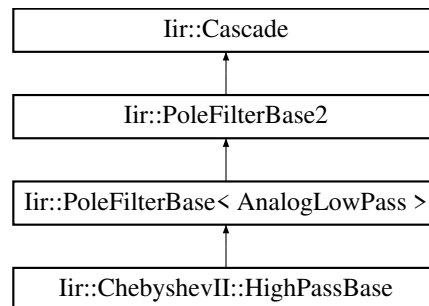 Iir::Cascade
Iir::PoleFilterBase2
Iir::PoleFilterBase< AnalogLowPass >
Iir::ChebyshevII::HighPassBase